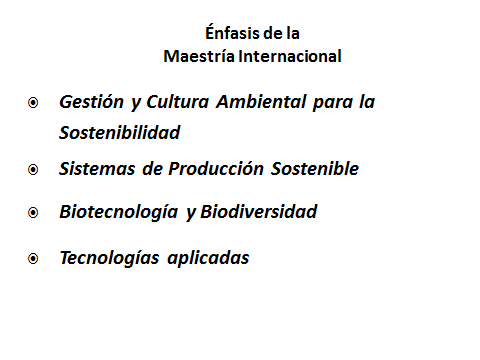 Énfasis de la
Maestría Internacional
Gestión y Cultura Ambiental para la
Sostenibilidad
Sistemas de Producción Sostenible
Biotecnología y Biodiversidad
Tecnologías aplicadas